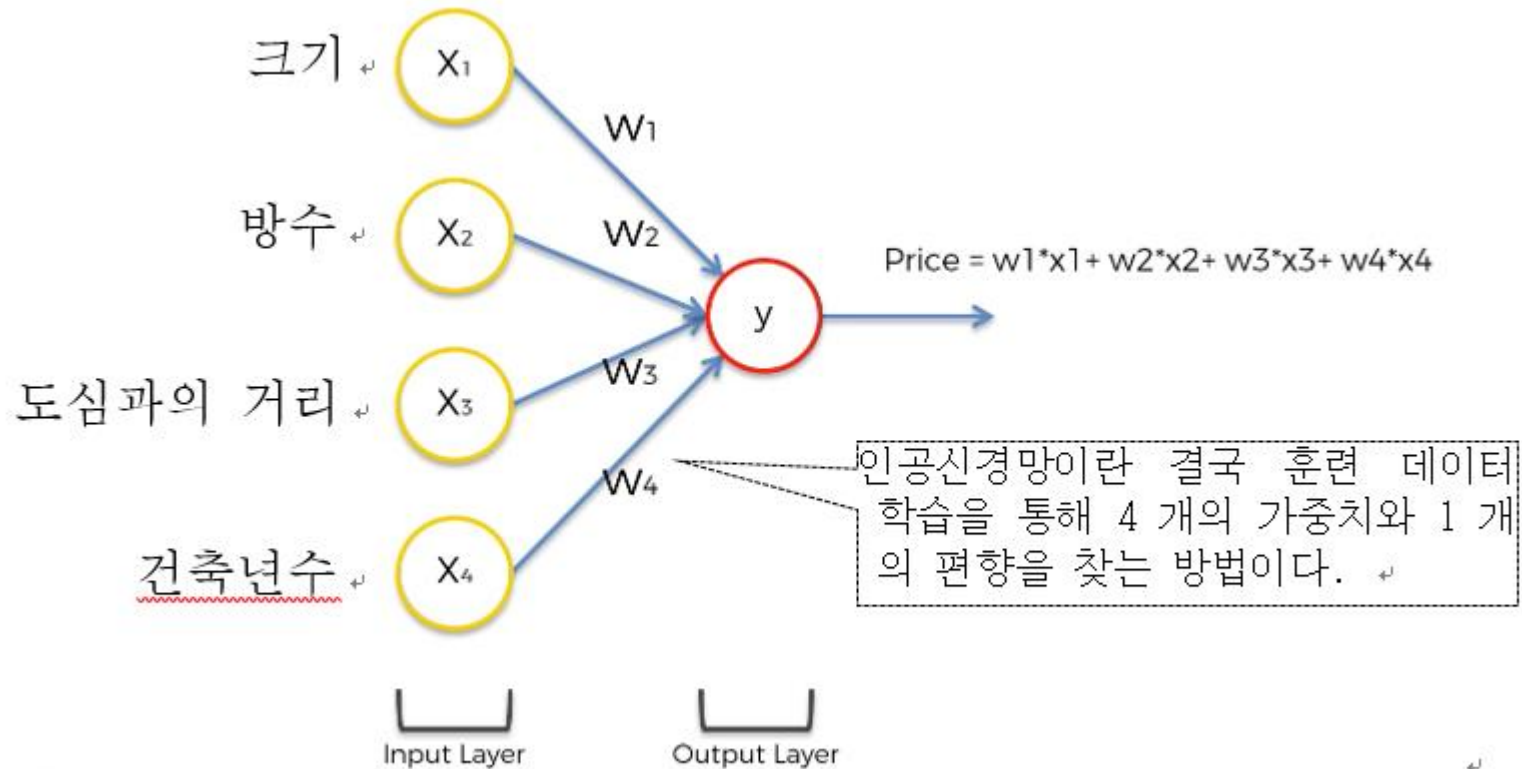 크기
X1
W1
방수
X2
W2
Price = w1*x1+ w2*x2+ w3*x3+ w4*x4
y
도심과의 거리
X3
W3
인공신경망이란 결국 훈련 데이터
학습을 통해 4 개의 가중치와 1 개
의 편향을 찾는 방법이다.
W4
건축년수
X4
Input Layer
Output Layer